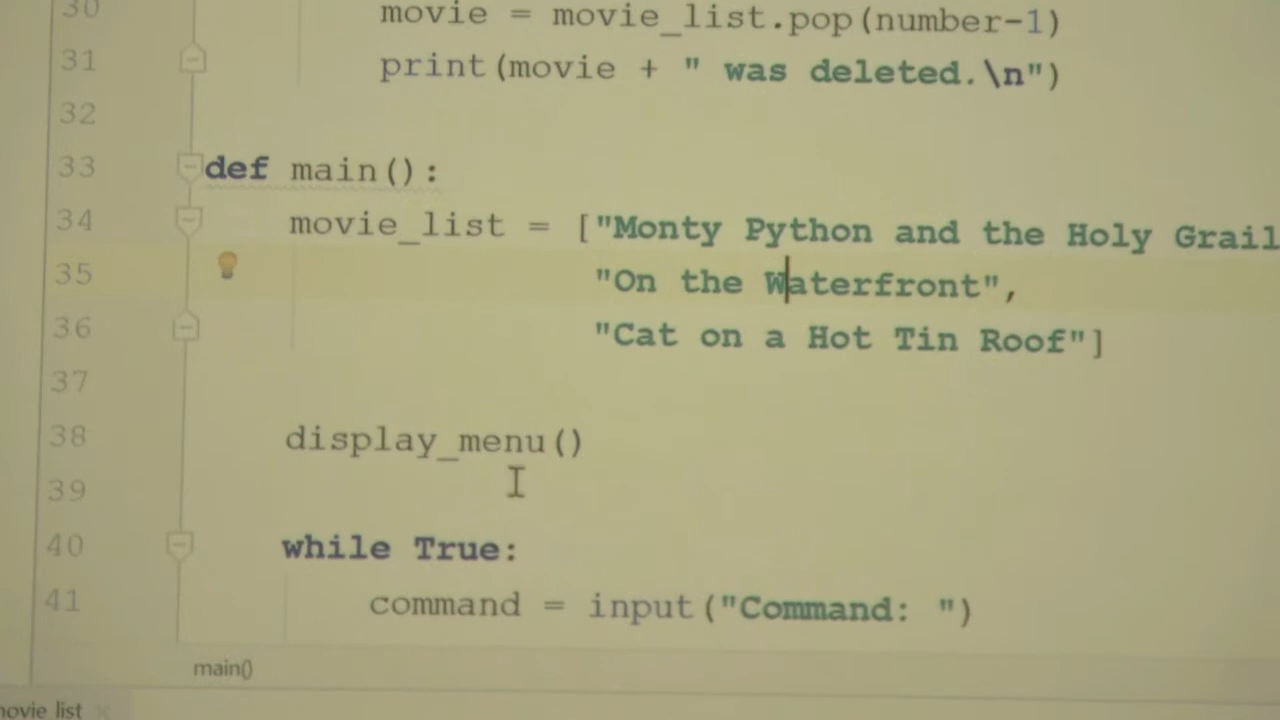 30 movie = movie_list.pop(number-1)
31 print(movie + " was deleted.\n")
32
33 def main():
34 movie_list = ["Monty Python and the Holy Grail
35 "On the Waterfront",
36 "Cat on a Hot Tin Roof"]
37
38 display_menu()
39
40 while True:
41 command = input("Command: ")
main()
movie list